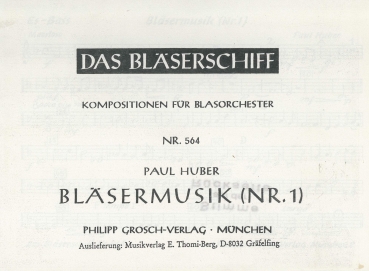 DAS BLÄSERSCHIFF
KOMPOSITIONEN FÜR BLASORCHESTER
NR. 564
PAUL HUBER
BLÄSERMUSIK (NR. 1)
PHILIPP GROSCH-VERLAG · MÜNCHEN
Auslieferung: Musikverlag E. Thomi-Berg, D-8032 Gräfelfing